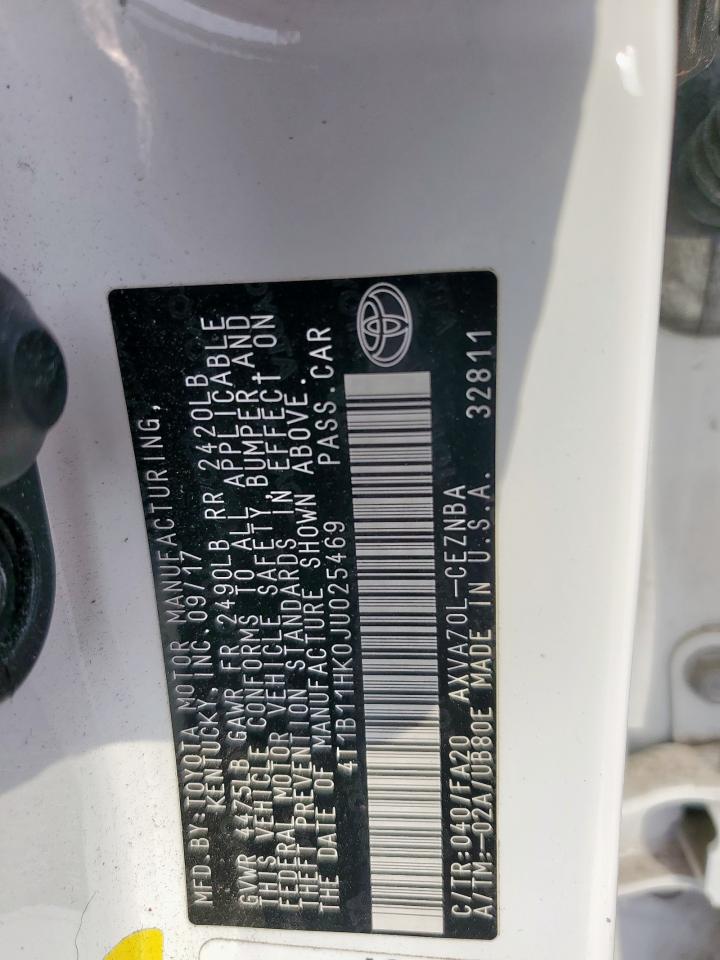 MFD.BY:TOYOTA MOTOR MANUFACTURING,
KENTUCKY, INC.09/17
GVWR 4475LB GAWR FR 2490LB RR 2420LB
THIS VEHICLE CONFORMS TO ALL APPLICABLE
FEDERAL MOTOR VEHICLE SAFETY,BUMPER,AND
THEFT PREVENTION STANDARDS IN EFFECT ON
THE DATE OF MANUFACTURE SHOWN ABOVE.
4T1B11HK0JU025469 PASS.CAR
C/TR:040/FA20 AXVA70L-CEZNBA
A/TM:-02A/UB80E MADE IN U.S.A. 32811